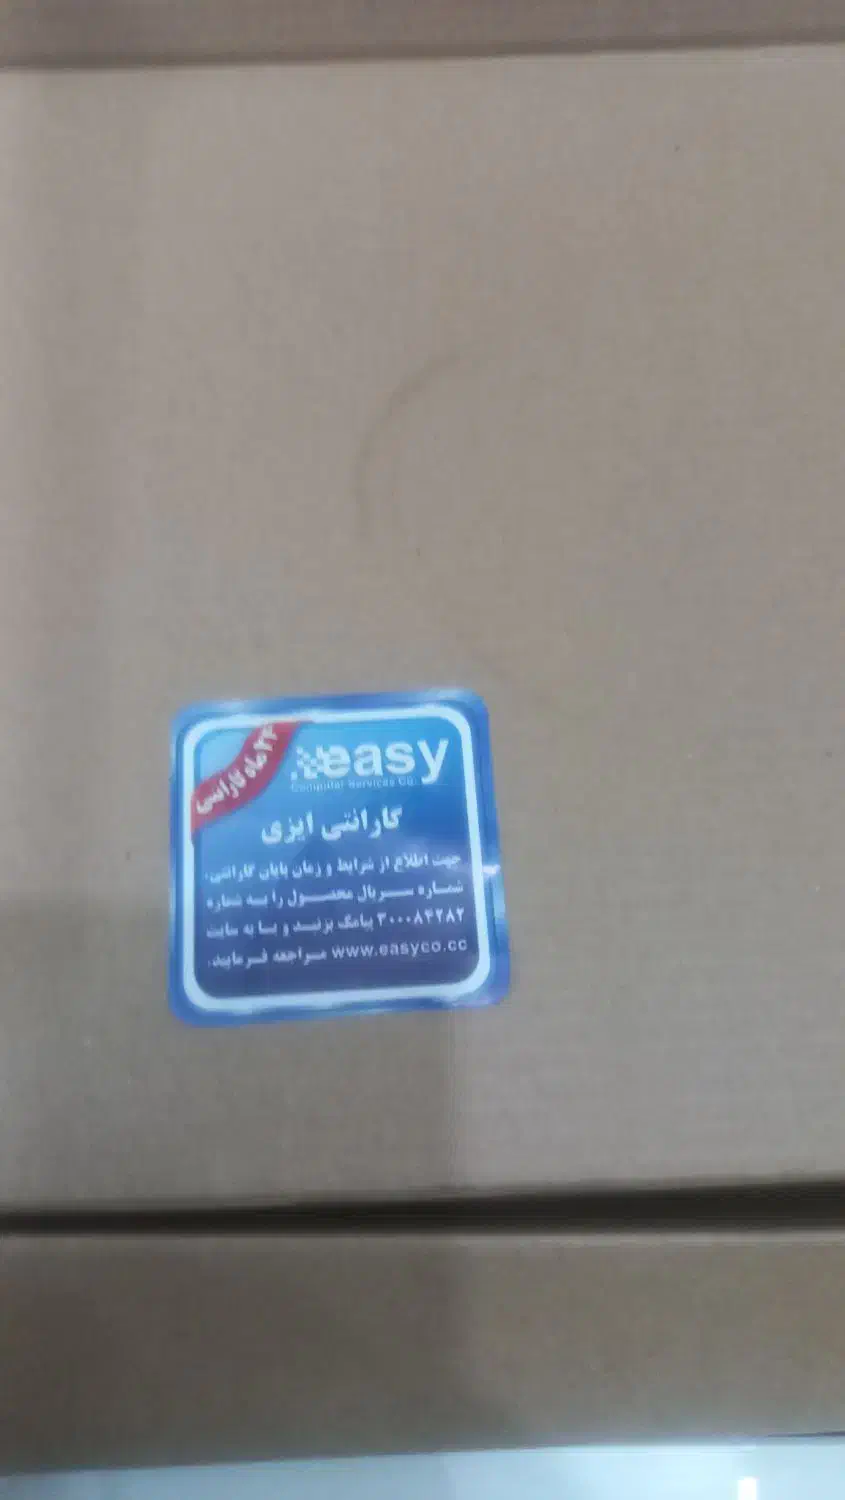 ۲۴ ماه گارانتی
easy
Computer Services Co.
گارانتی ایزی
جهت اطلاع از شرایط و زمان پایان گارانتی،
شماره سریال محصول را به شماره
۳۰۰۰۸۴۲۸۲ پیامک بزنید و یا به سایت
www.easyco.cc مراجعه فرمایید.